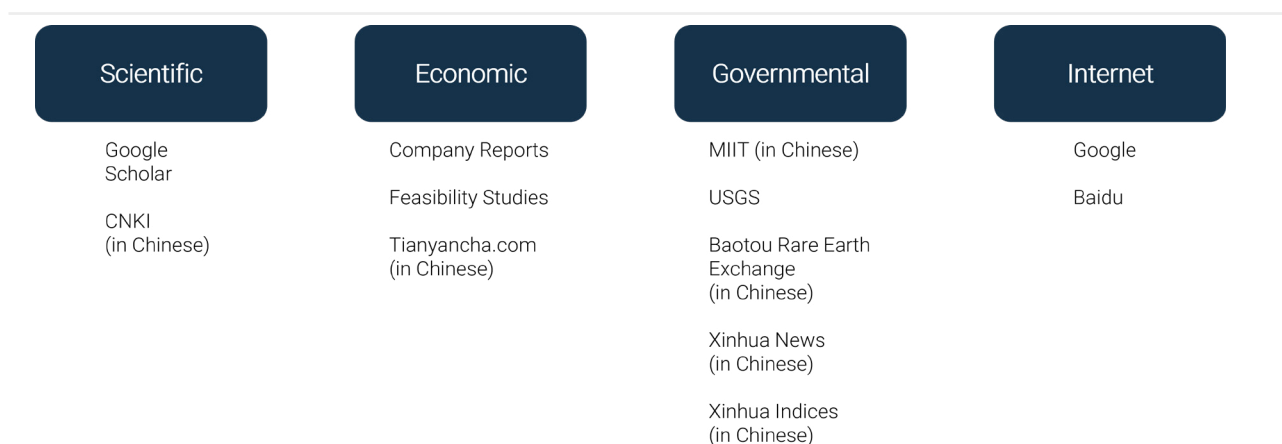 Scientific
Google
Scholar
CNKI
(in Chinese)
Economic
Company Reports
Feasibility Studies
Tianyancha.com
(in Chinese)
Governmental
MIIT (in Chinese)
USGS
Baotou Rare Earth
Exchange
(in Chinese)
Xinhua News
(in Chinese)
Xinhua Indices
(in Chinese)
Internet
Google
Baidu